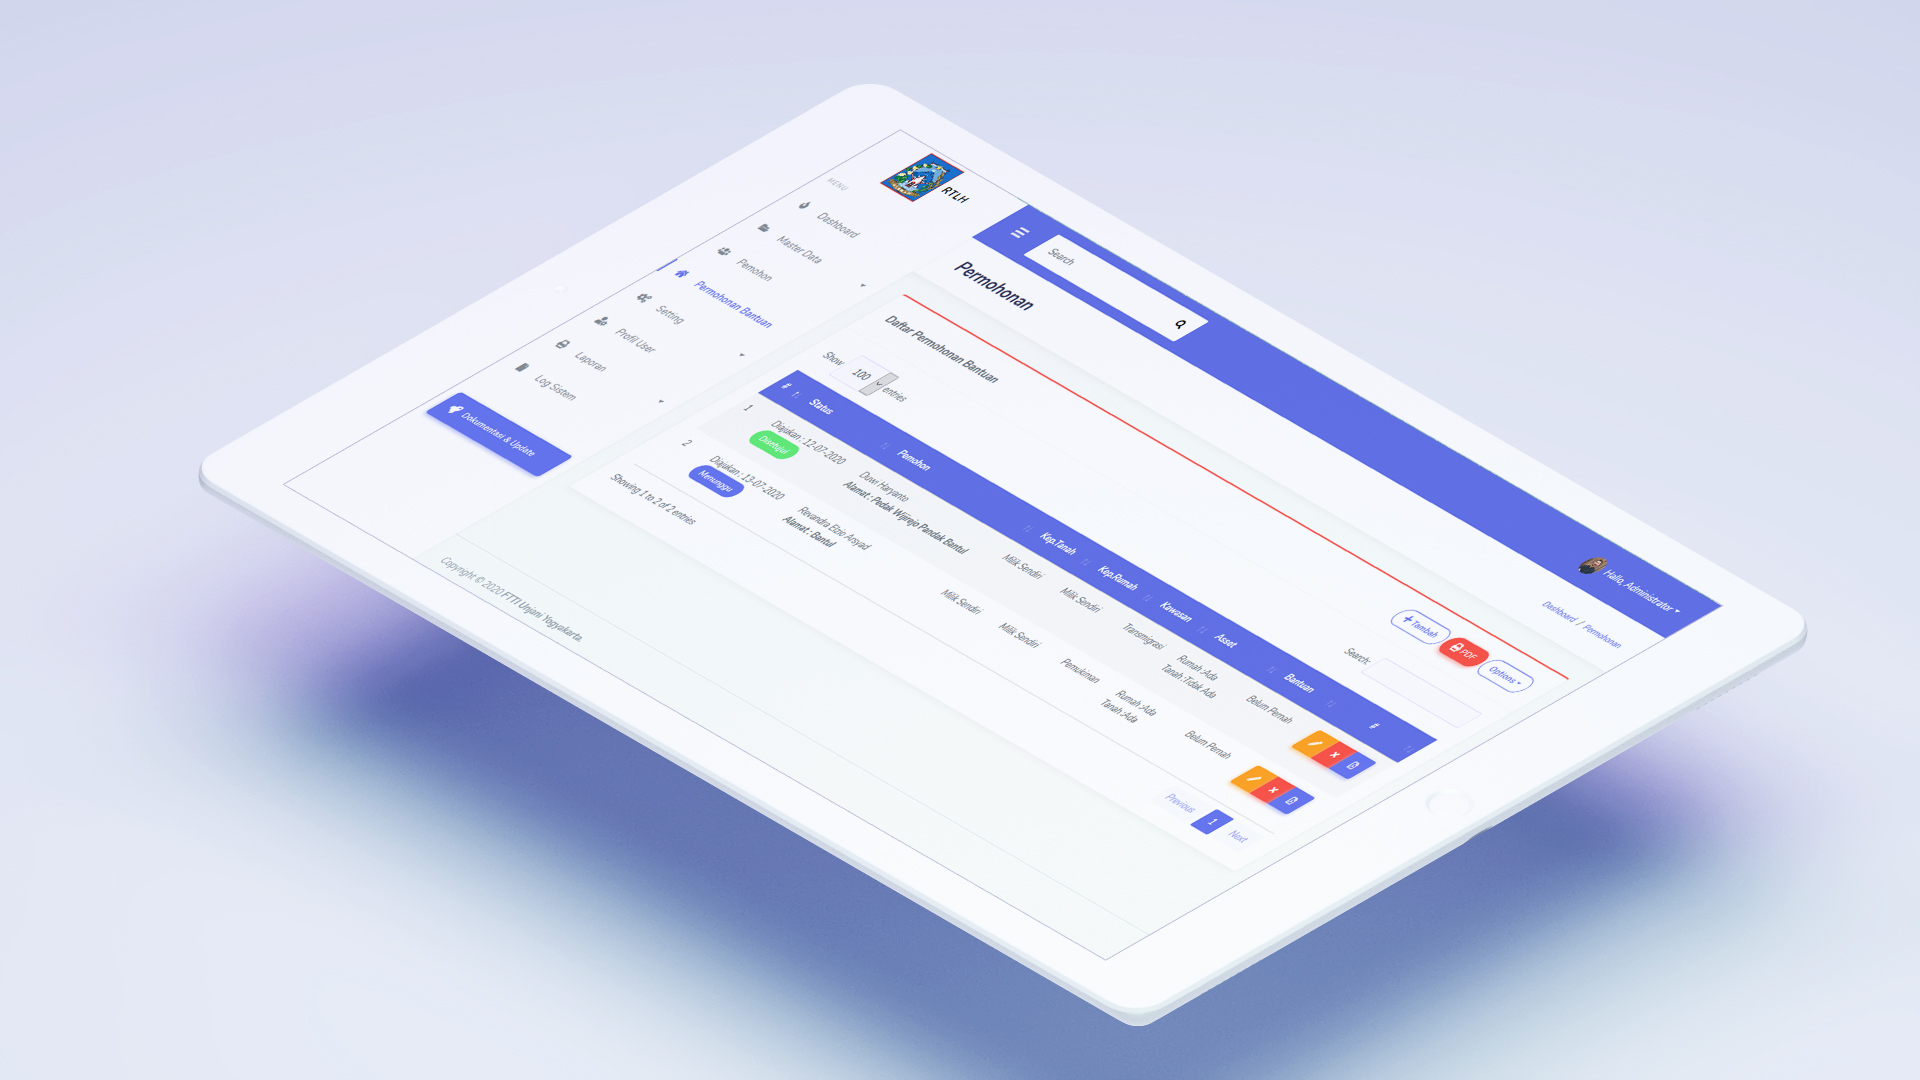 RTLH
MENU
Dashboard
Master Data
Pemohon
Permohonan Bantuan
Setting
Profil User
Laporan
Log Sistem
Dokumentasi & Update
Search
Hallo, Administrator
Permohonan
Dashboard / Permohonan
Daftar Permohonan Bantuan
+ Tambah
PDF
Options
Show 100 entries
Search:
# Status Pemohon Kep.Tanah Kep.Rumah Kawasan Asset Bantuan #
1 Diajukan : 12-07-2020 Dewi Haryanto Milik Sendiri Milik Sendiri Transmigrasi Rumah :Ada Belum Pernah
Disetujui Alamat : Pedak Wijirejo Pandak Bantul Tanah :Tidak Ada
2 Diajukan : 13-07-2020 Revandra Elzio Arsyad Milik Sendiri Milik Sendiri Pemukiman Rumah :Ada Belum Pernah
Menunggu Alamat : Bantul Tanah :Ada
Showing 1 to 2 of 2 entries
Previous 1 Next
Copyright © 2020 FTTI Unjani Yogyakarta.